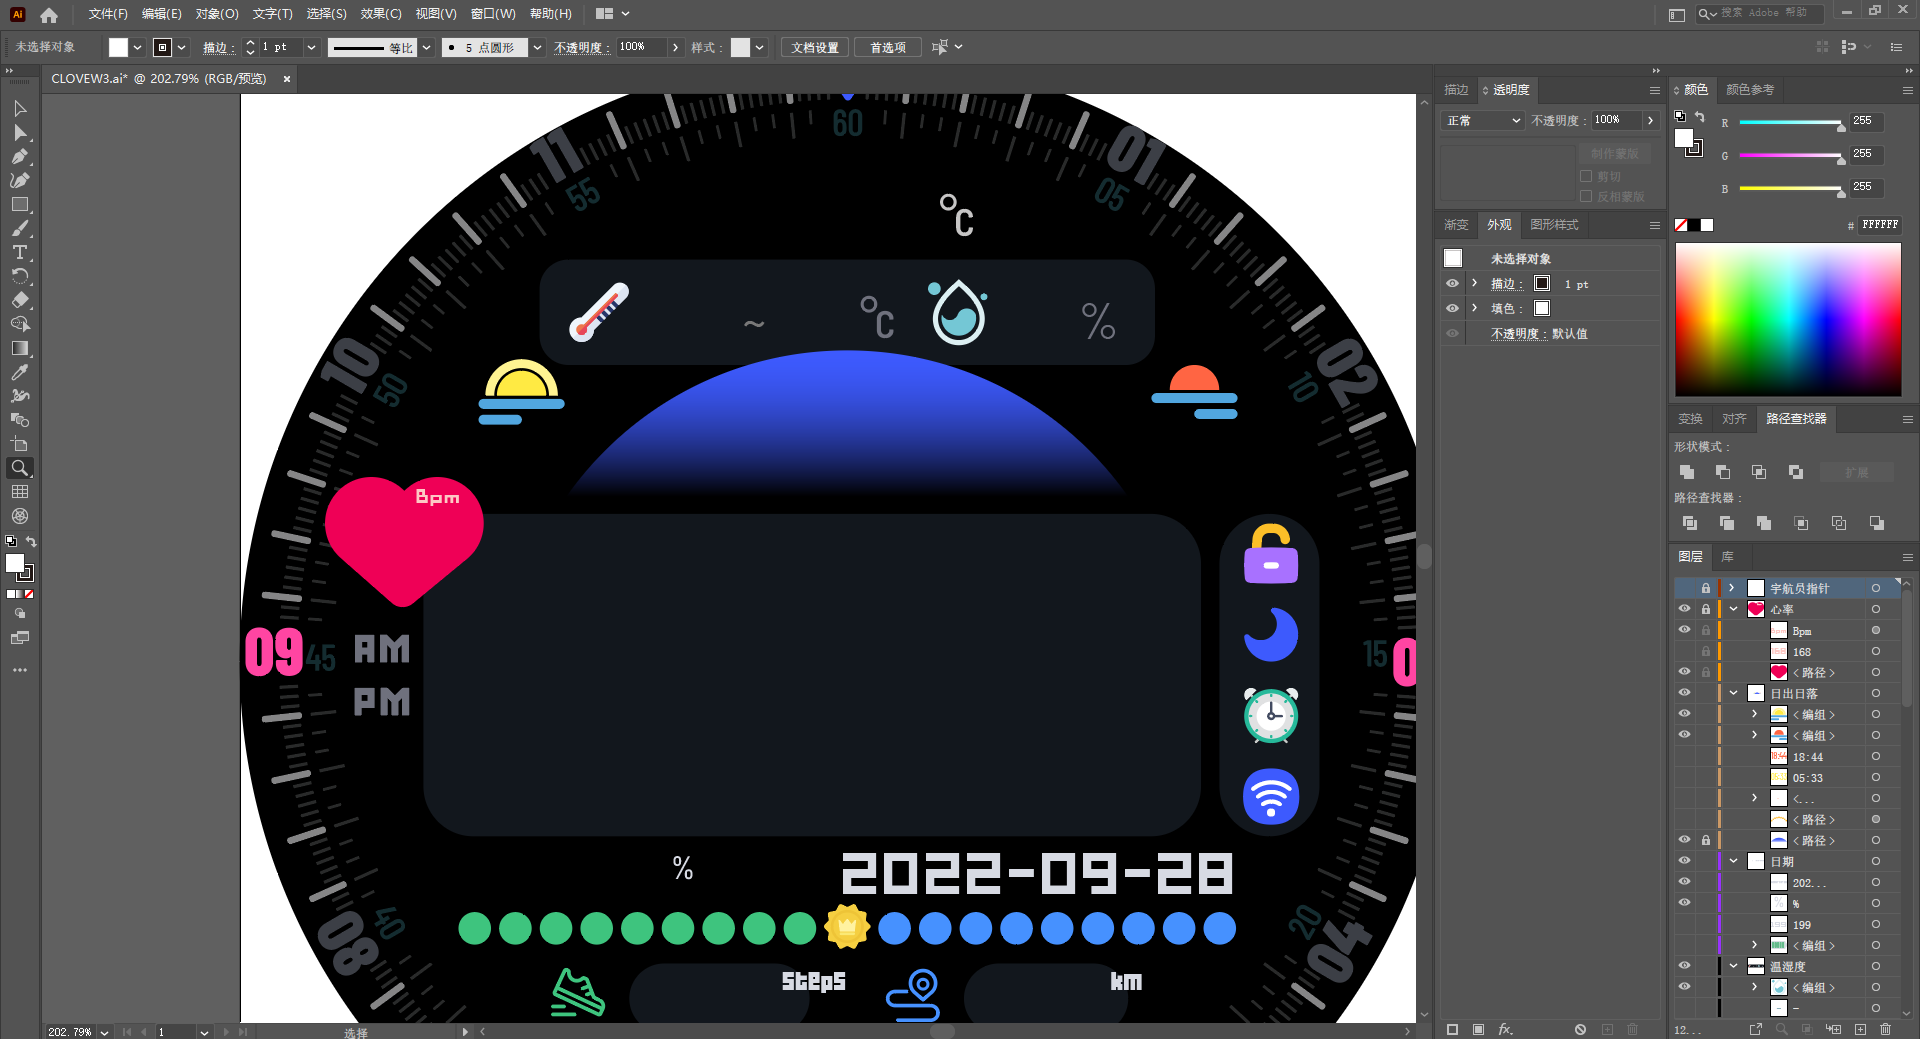 Ai 文件(F) 编辑(E) 对象(O) 文字(T) 选择(S) 效果(C) 视图(V) 窗口(W) 帮助(H)
搜索 Adobe 帮助
未选择对象 描边： 1 pt 等比 5 点圆形 不透明度： 100% 样式： 文档设置 首选项
CLOVEW3.ai* @ 202.79% (RGB/预览) ×
60
11
01
55
05
°C
~
°C
%
10
02
50
10
Bpm
09
45
AM
PM
15
0
%
2022-09-28
08
40
20
04
steps
km
202.79% 1 选择
描边 透明度
正常 不透明度： 100%
制作蒙版
剪切
反相蒙版
渐变 外观 图形样式
未选择对象
描边： 1 pt
填色：
不透明度：默认值
fx.
颜色 颜色参考
R 255
G 255
B 255
# FFFFFF
变换 对齐 路径查找器
形状模式：
扩展
路径查找器：
图层 库
宇航员指针
心率
Bpm
168
<路径>
日出日落
<编组>
<编组>
18:44
05:33
<...
<路径>
<路径>
日期
202...
%
199
<编组>
温湿度
<编组>
-
12...